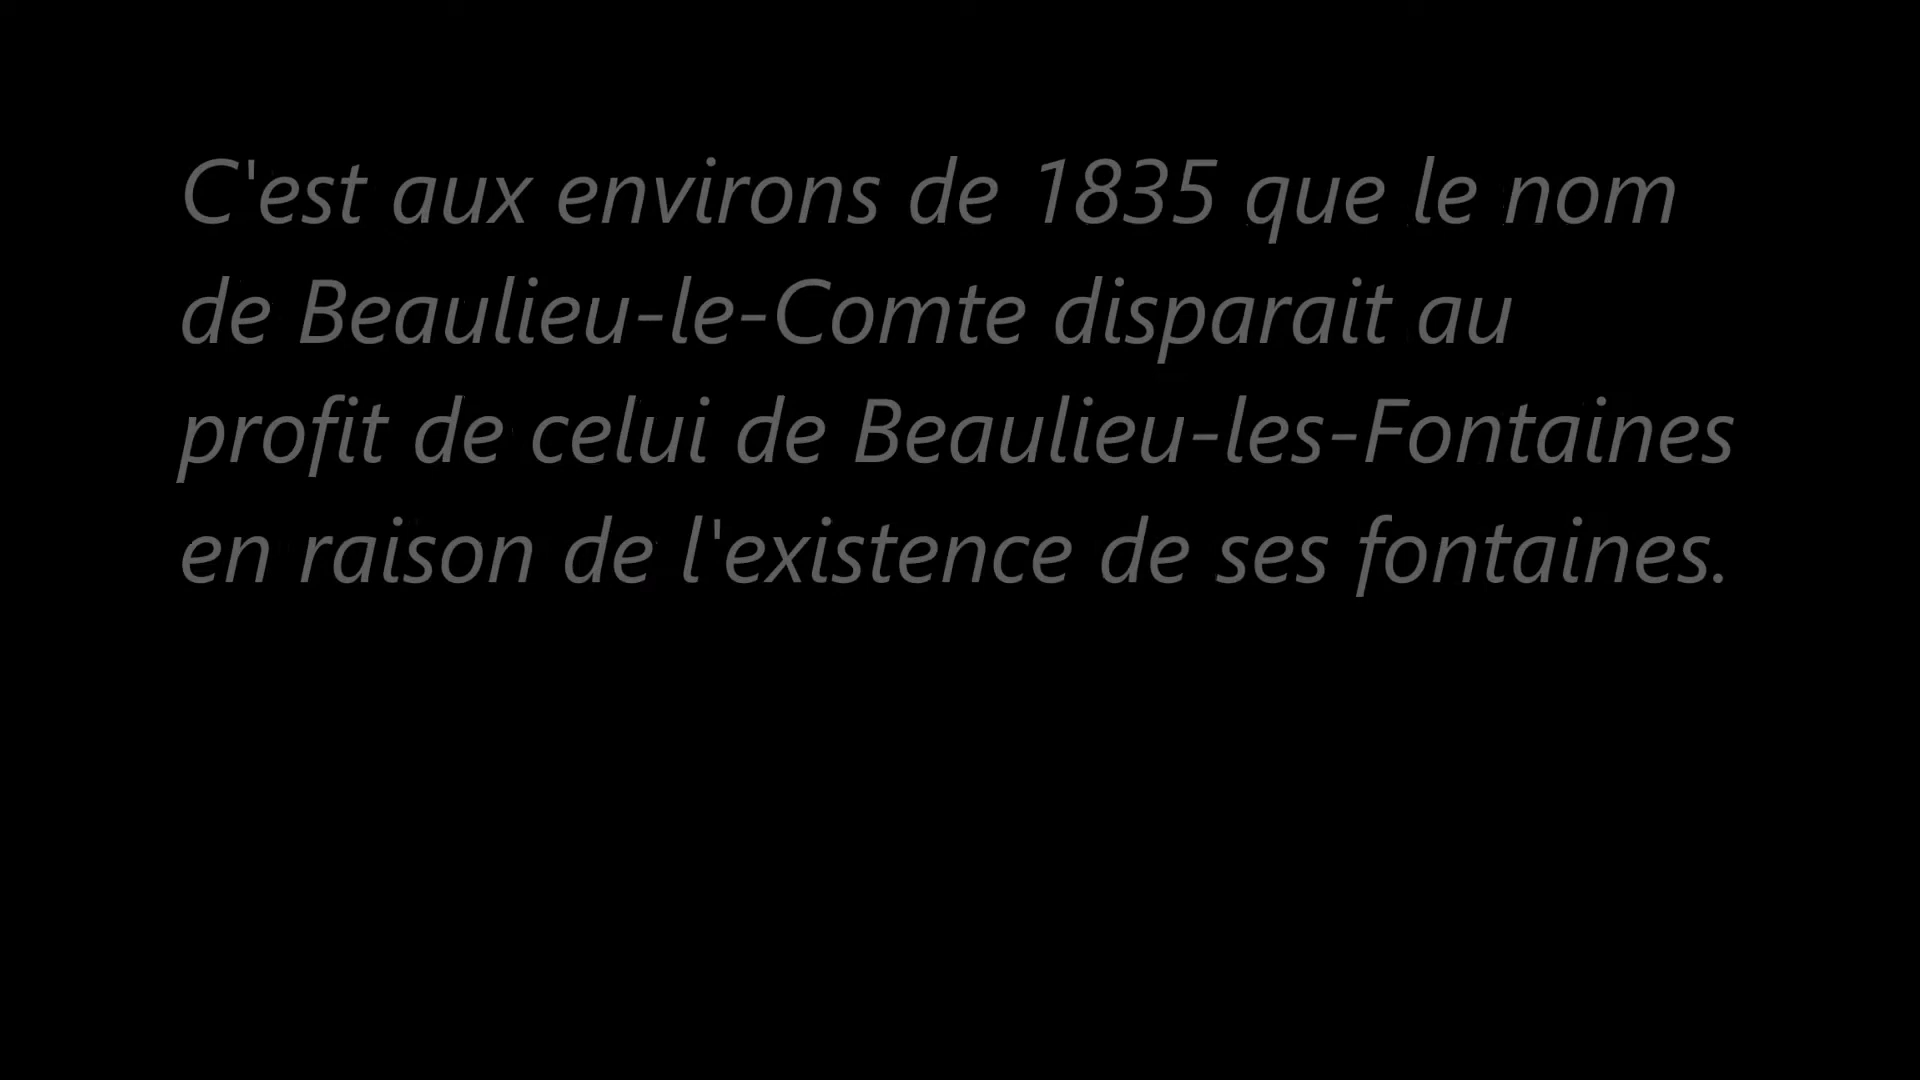 C'est aux environs de 1835 que le nom
de Beaulieu-le-Comte disparait au
profit de celui de Beaulieu-les-Fontaines
en raison de l'existence de ses fontaines.